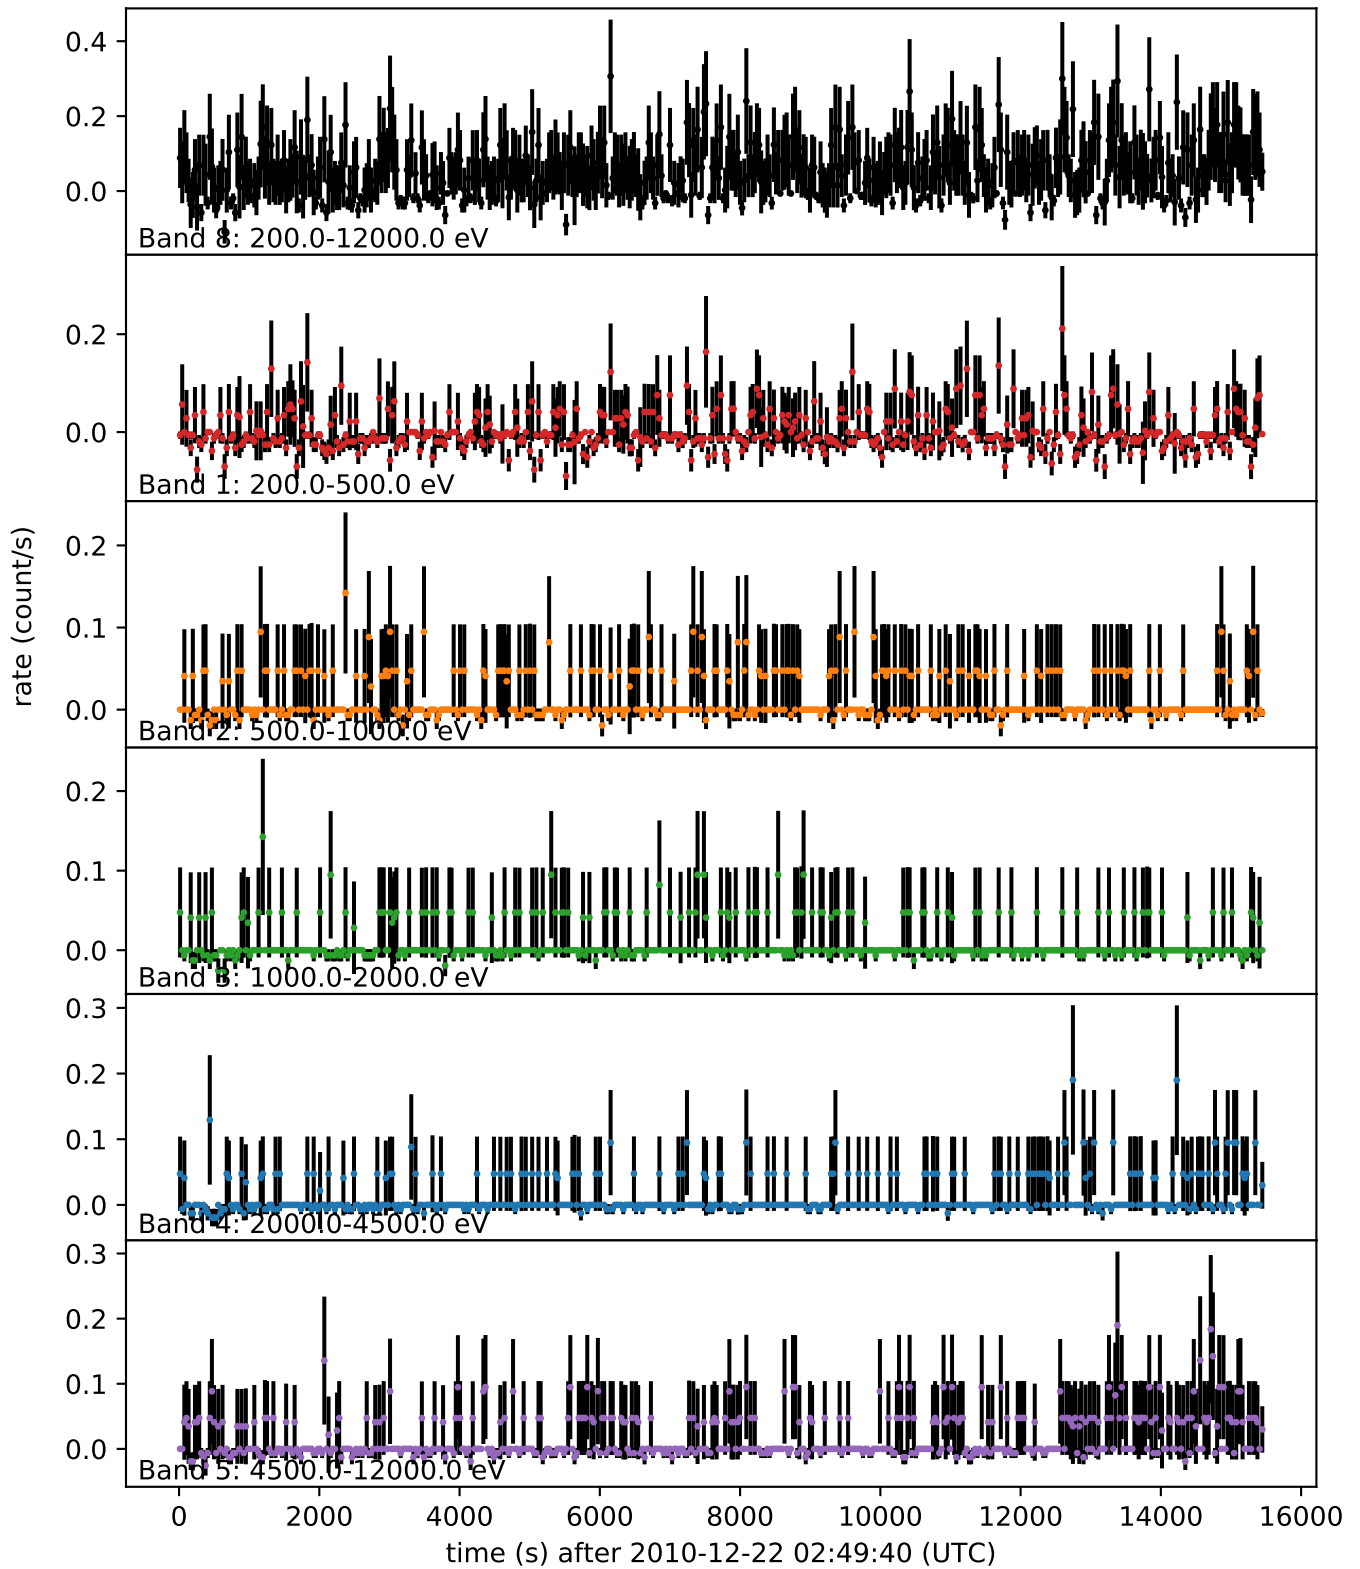 0.4
0.2
0.0
Band 8: 200.0-12000.0 eV
0.2
0.0
Band 1: 200.0-500.0 eV
0.2
0.1
0.0
Band 2: 500.0-1000.0 eV
rate (count/s)
0.2
0.1
0.0
Band 3: 1000.0-2000.0 eV
0.3
0.2
0.1
0.0
Band 4: 2000.0-4500.0 eV
0.3
0.2
0.1
0.0
Band 5: 4500.0-12000.0 eV
0 2000 4000 6000 8000 10000 12000 14000 16000
time (s) after 2010-12-22 02:49:40 (UTC)